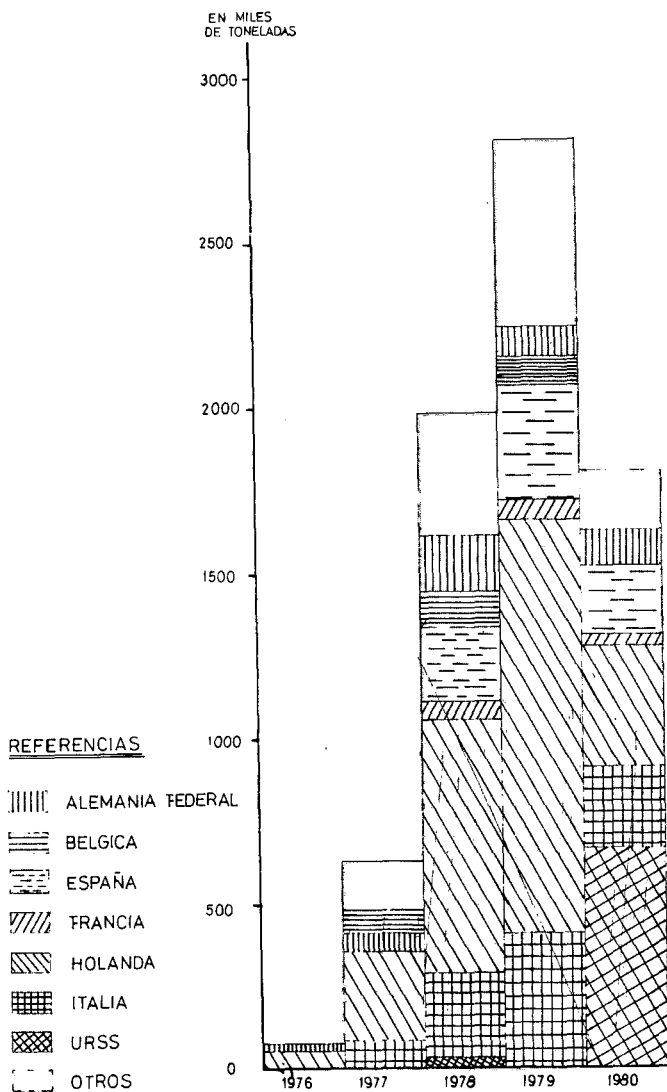 EN MILES
DE TONELADAS
3000
2500
2000
1500
1000
500
0
1976
1977
1978
1979
1980
REFERENCIAS
ALEMANIA FEDERAL
BELGICA
ESPAÑA
FRANCIA
HOLANDA
ITALIA
URSS
OTROS